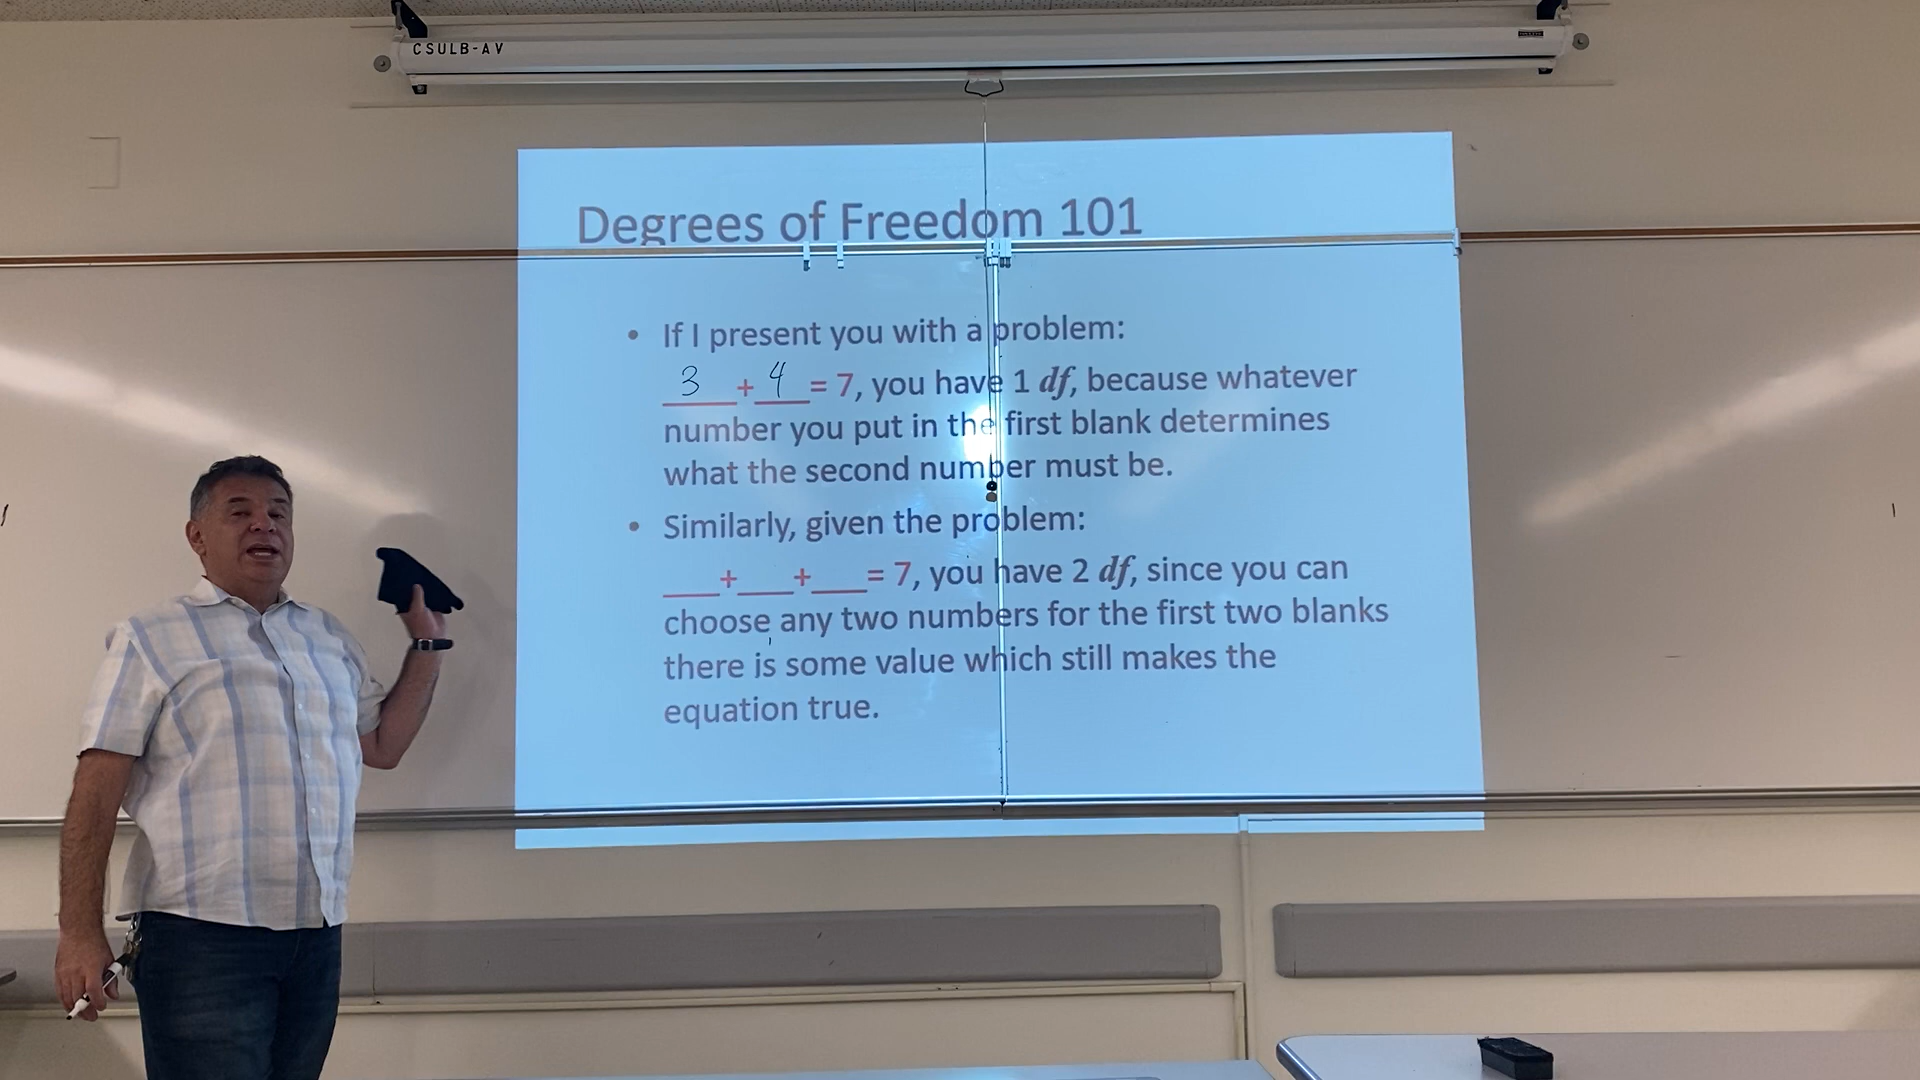 CSULB-AV
Degrees of Freedom 101
• If I present you with a problem:
3 + 4 = 7, you have 1 df, because whatever
number you put in the first blank determines
what the second number must be.
• Similarly, given the problem:
___+___+___= 7, you have 2 df, since you can
choose any two numbers for the first two blanks
there is some value which still makes the
equation true.